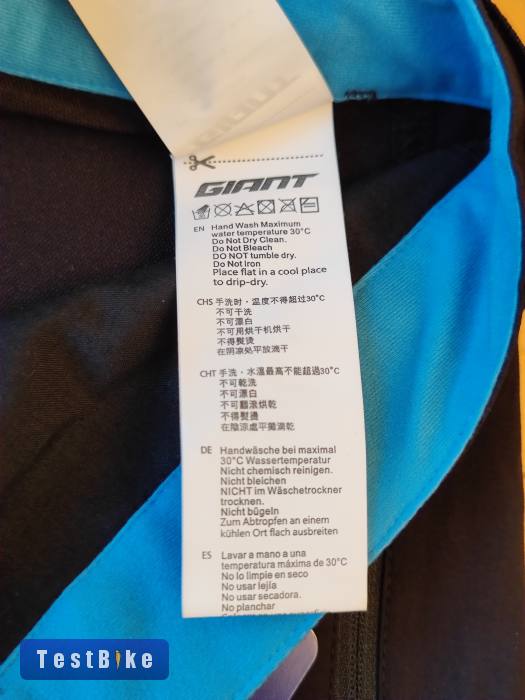 GIANT
EN Hand Wash Maximum
water temperature 30°C
Do Not Dry Clean.
Do Not Bleach
DO NOT tumble dry.
Do Not Iron
Place flat in a cool place
to drip-dry.
CHS 手洗时，温度不得超过30°C
不可干洗
不可漂白
不可用烘干机烘干
不得熨烫
在阴凉处平放滴干
CHT 手洗，水溫最高不能超過30°C
不可乾洗
不可漂白
不可翻滾烘乾
不得熨燙
在陰涼處平攤滴乾
DE Handwäsche bei maximal
30°C Wassertemperatur
Nicht chemisch reinigen.
Nicht bleichen
NICHT im Wäschetrockner
trocknen.
Nicht bügeln
Zum Abtropfen an einem
kühlen Ort flach ausbreiten
ES Lavar a mano a una
temperatura máxima de 30°C
No lo limpie en seco
No usar lejía
No usar secadora.
No planchar
TestBike